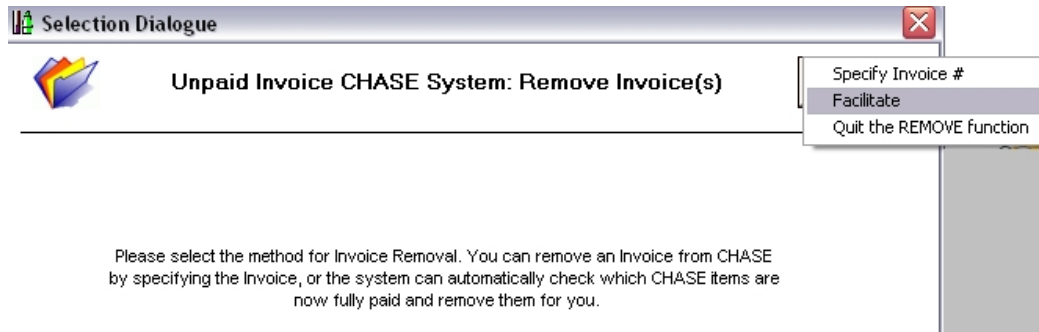 Selection Dialogue
Unpaid Invoice CHASE System: Remove Invoice(s)
Specify Invoice #
Facilitate
Quit the REMOVE function
Please select the method for Invoice Removal. You can remove an Invoice from CHASE
by specifying the Invoice, or the system can automatically check which CHASE items are
now fully paid and remove them for you.